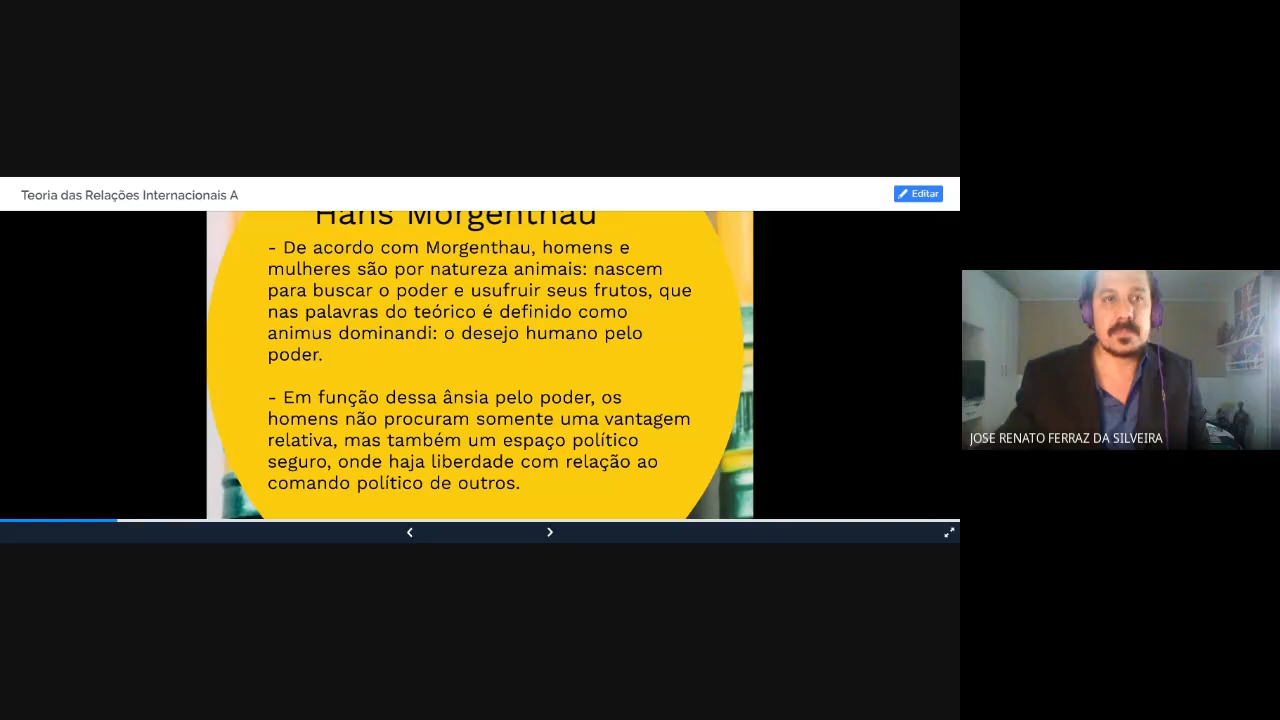 Teoria das Relações Internacionais A
Editar
Hans Morgenthau
- De acordo com Morgenthau, homens e
mulheres são por natureza animais: nascem
para buscar o poder e usufruir seus frutos, que
nas palavras do teórico é definido como
animus dominandi: o desejo humano pelo
poder.
- Em função dessa ânsia pelo poder, os
homens não procuram somente uma vantagem
relativa, mas também um espaço político
seguro, onde haja liberdade com relação ao
comando político de outros.
JOSE RENATO FERRAZ DA SILVEIRA